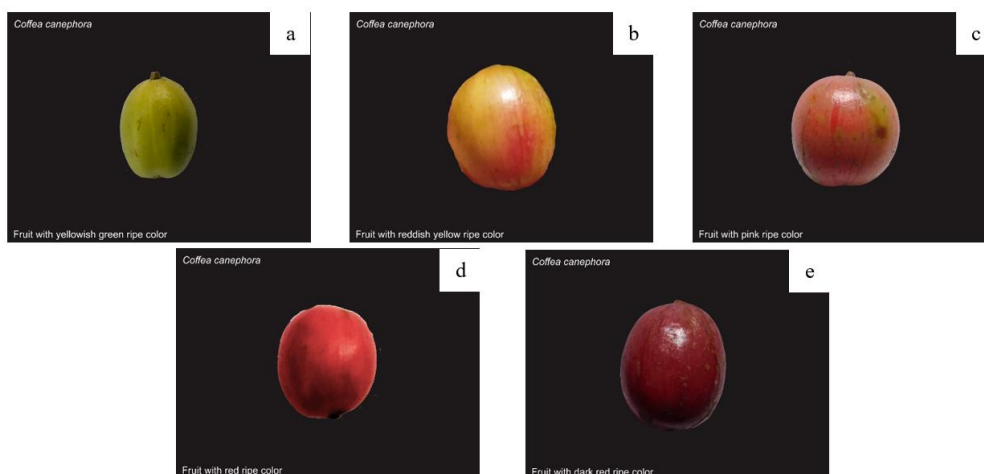 Coffea canephora
a
Fruit with yellowish green ripe color
Coffea canephora
b
Fruit with reddish yellow ripe color
Coffea canephora
c
Fruit with pink ripe color
Coffea canephora
d
Fruit with red ripe color
Coffea canephora
e
Fruit with dark red ripe color